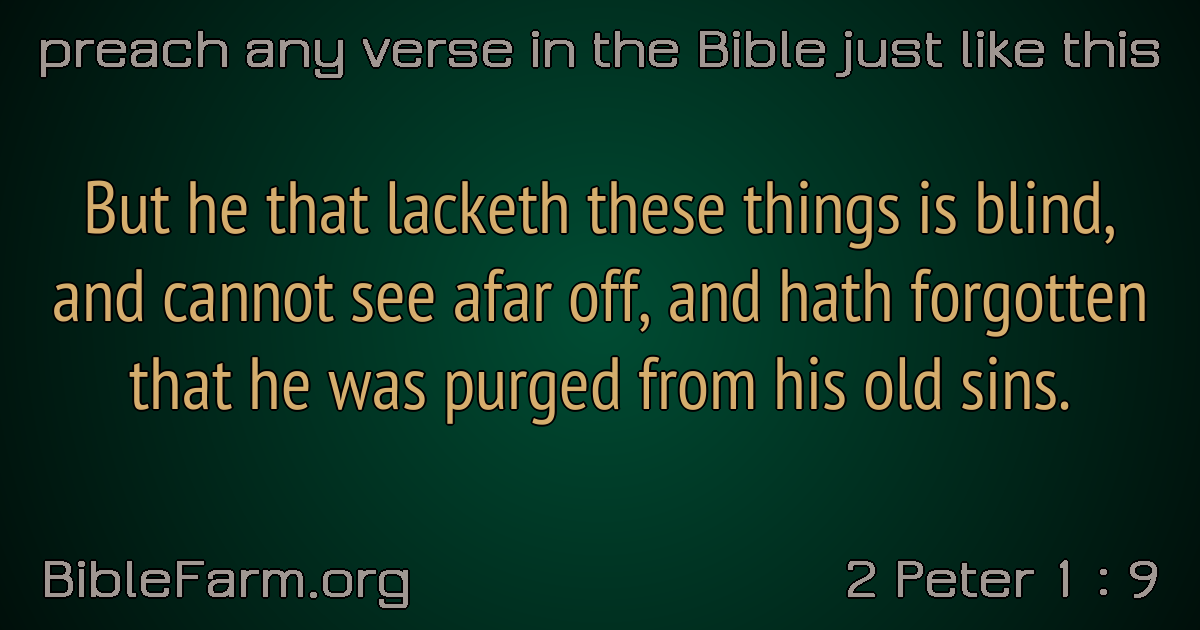 preach any verse in the Bible just like this
But he that lacketh these things is blind,
and cannot see afar off, and hath forgotten
that he was purged from his old sins.
BibleFarm.org
2 Peter 1 : 9